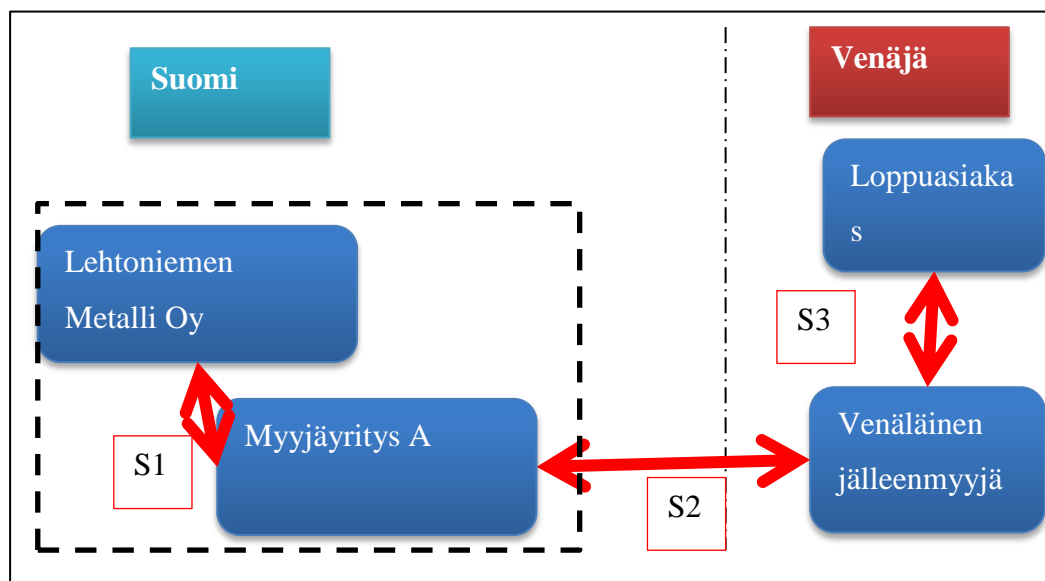 Suomi
Venäjä
Loppuasiaka
s
Lehtoniemen
Metalli Oy
S3
Myyjäyritys A
S1
Venäläinen
jälleenmyyjä
S2